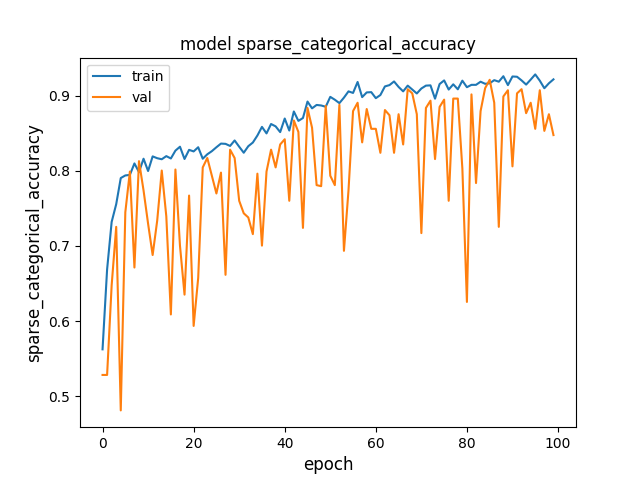 model sparse_categorical_accuracy
train
val
0.9
0.8
0.7
0.6
0.5
sparse_categorical_accuracy
0 20 40 60 80 100
epoch